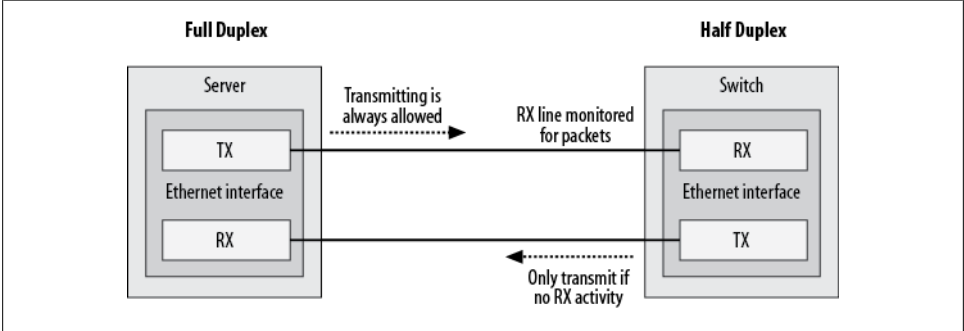 Full Duplex
Half Duplex
Server
Switch
Transmitting is
always allowed
RX line monitored
for packets
TX
RX
Ethernet interface
Ethernet interface
RX
TX
Only transmit if
no RX activity